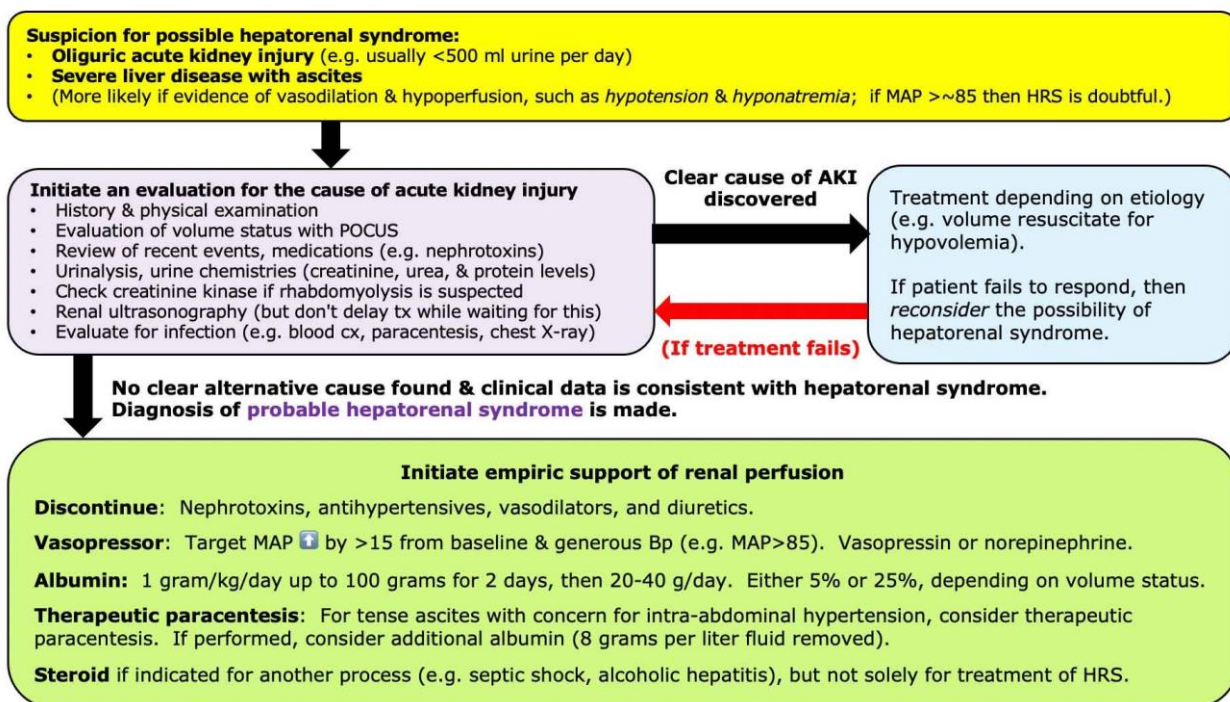 Suspicion for possible hepatorenal syndrome:
• Oliguric acute kidney injury (e.g. usually <500 ml urine per day)
• Severe liver disease with ascites
• (More likely if evidence of vasodilation & hypoperfusion, such as hypotension & hyponatremia; if MAP >~85 then HRS is doubtful.)
Initiate an evaluation for the cause of acute kidney injury
• History & physical examination
• Evaluation of volume status with POCUS
• Review of recent events, medications (e.g. nephrotoxins)
• Urinalysis, urine chemistries (creatinine, urea, & protein levels)
• Check creatinine kinase if rhabdomyolysis is suspected
• Renal ultrasonography (but don't delay tx while waiting for this)
• Evaluate for infection (e.g. blood cx, paracentesis, chest X-ray)
Clear cause of AKI
discovered
(If treatment fails)
Treatment depending on etiology
(e.g. volume resuscitate for
hypovolemia).
If patient fails to respond, then
reconsider the possibility of
hepatorenal syndrome.
No clear alternative cause found & clinical data is consistent with hepatorenal syndrome.
Diagnosis of probable hepatorenal syndrome is made.
Initiate empiric support of renal perfusion
Discontinue: Nephrotoxins, antihypertensives, vasodilators, and diuretics.
Vasopressor: Target MAP ⬆ by >15 from baseline & generous Bp (e.g. MAP>85). Vasopressin or norepinephrine.
Albumin: 1 gram/kg/day up to 100 grams for 2 days, then 20-40 g/day. Either 5% or 25%, depending on volume status.
Therapeutic paracentesis: For tense ascites with concern for intra-abdominal hypertension, consider therapeutic
paracentesis. If performed, consider additional albumin (8 grams per liter fluid removed).
Steroid if indicated for another process (e.g. septic shock, alcoholic hepatitis), but not solely for treatment of HRS.